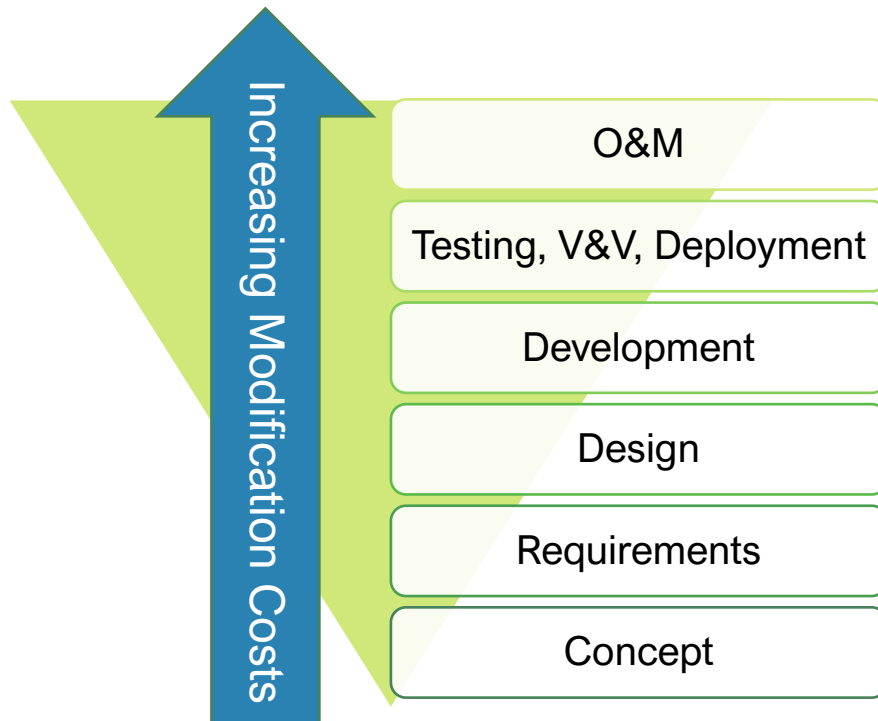 Increasing Modification Costs
O&M
Testing, V&V, Deployment
Development
Design
Requirements
Concept